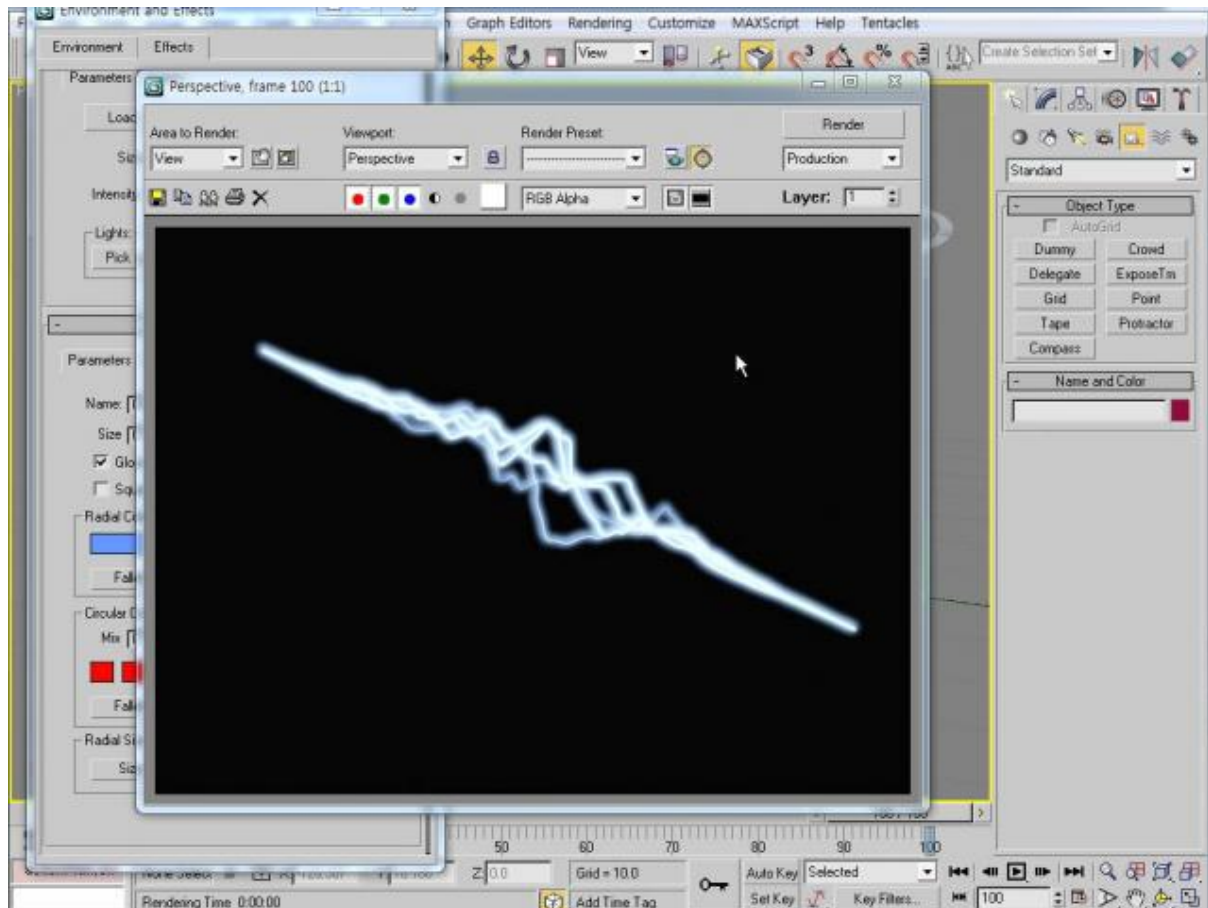 Environment and Effects
Graph Editors Rendering Customize MAXScript Help Tentacles
Environment Effects
View
Create Selection Set
Parameters
Perspective, frame 100 (1:1)
Area to Render:
Viewport:
Render Preset:
Render
View
Perspective
Production
Intensity
RGB Alpha
Layer: 1
Lights:
Pick
Parameters
Name:
Size
Radial
Circular
Mix
Radial
Standard
Object Type
AutoGrid
Dummy
Crowd
Delegate
ExposeTm
Grid
Point
Tape
Protractor
Compass
Name and Color
50 60 70 80 90 100
Z: 0.0
Grid = 10.0
Auto Key
Selected
Rendering Time 0:00:00
Add Time Tag
Set Key
Key Filters...
100